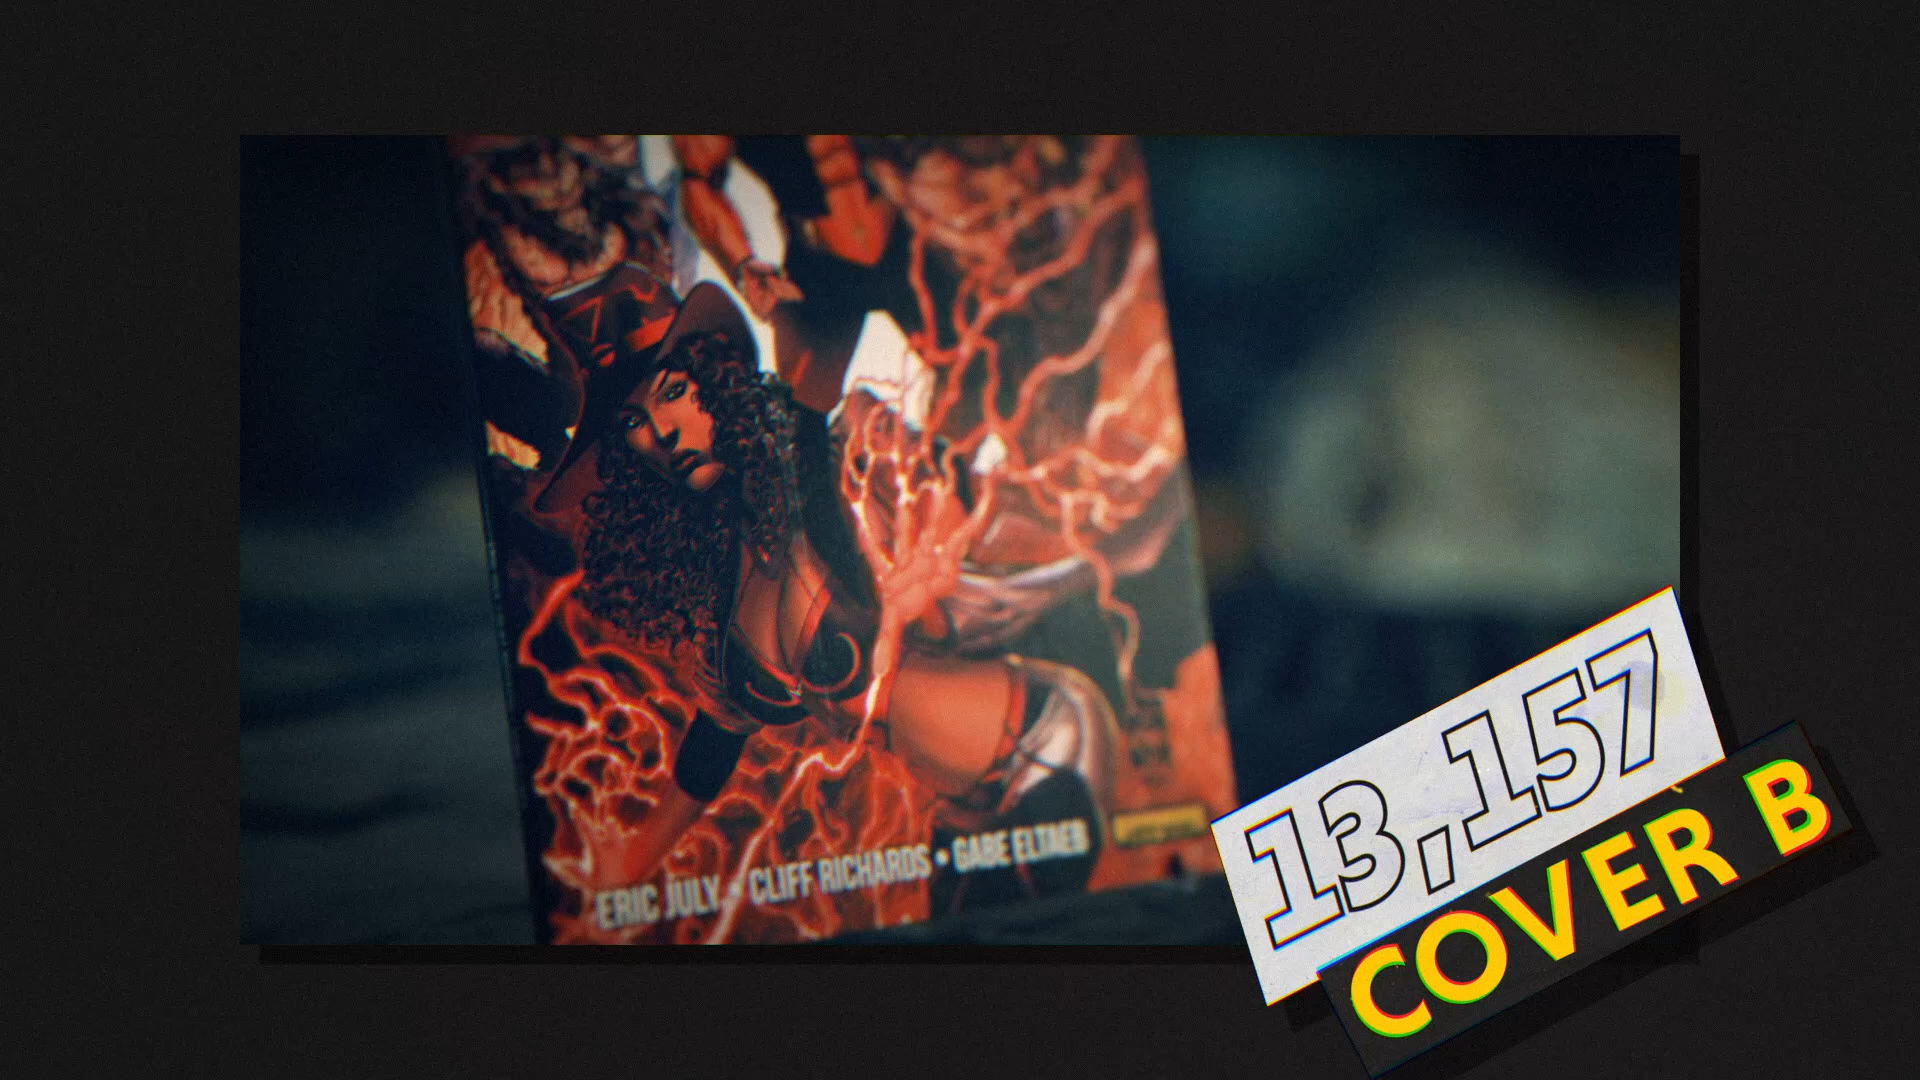 ERIC JULY • CLIFF RICHARDS • GABE ELTAEB
13,157
COVER B